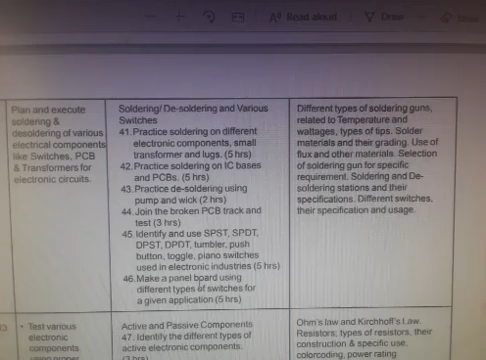 Read aloud
Draw
Plan and execute
soldering &
desoldering of various
electrical components
like Switches, PCB
& Transformers for
electronic circuits.
Soldering/ De-soldering and Various
Switches
41. Practice soldering on different
electronic components, small
transformer and lugs. (5 hrs)
42. Practice soldering on IC bases
and PCBs. (5 hrs)
43. Practice de-soldering using
pump and wick (2 hrs)
44. Join the broken PCB track and
test (3 hrs)
45. Identify and use SPST, SPDT,
DPST, DPDT, tumbler, push
button, toggle, piano switches
used in electronic industries (5 hrs)
46. Make a panel board using
different types of switches for
a given application (5 hrs)
Different types of soldering guns,
related to Temperature and
wattages, types of tips. Solder
materials and their grading. Use of
flux and other materials. Selection
of soldering gun for specific
requirement. Soldering and De-
soldering stations and their
specifications. Different switches,
their specification and usage.
• Test various
electronic
components
using proper
Active and Passive Components
47. Identify the different types of
active electronic components.
(3 hrs)
Ohm's law and Kirchhoff's Law.
Resistors; types of resistors, their
construction & specific use,
colorcoding, power rating